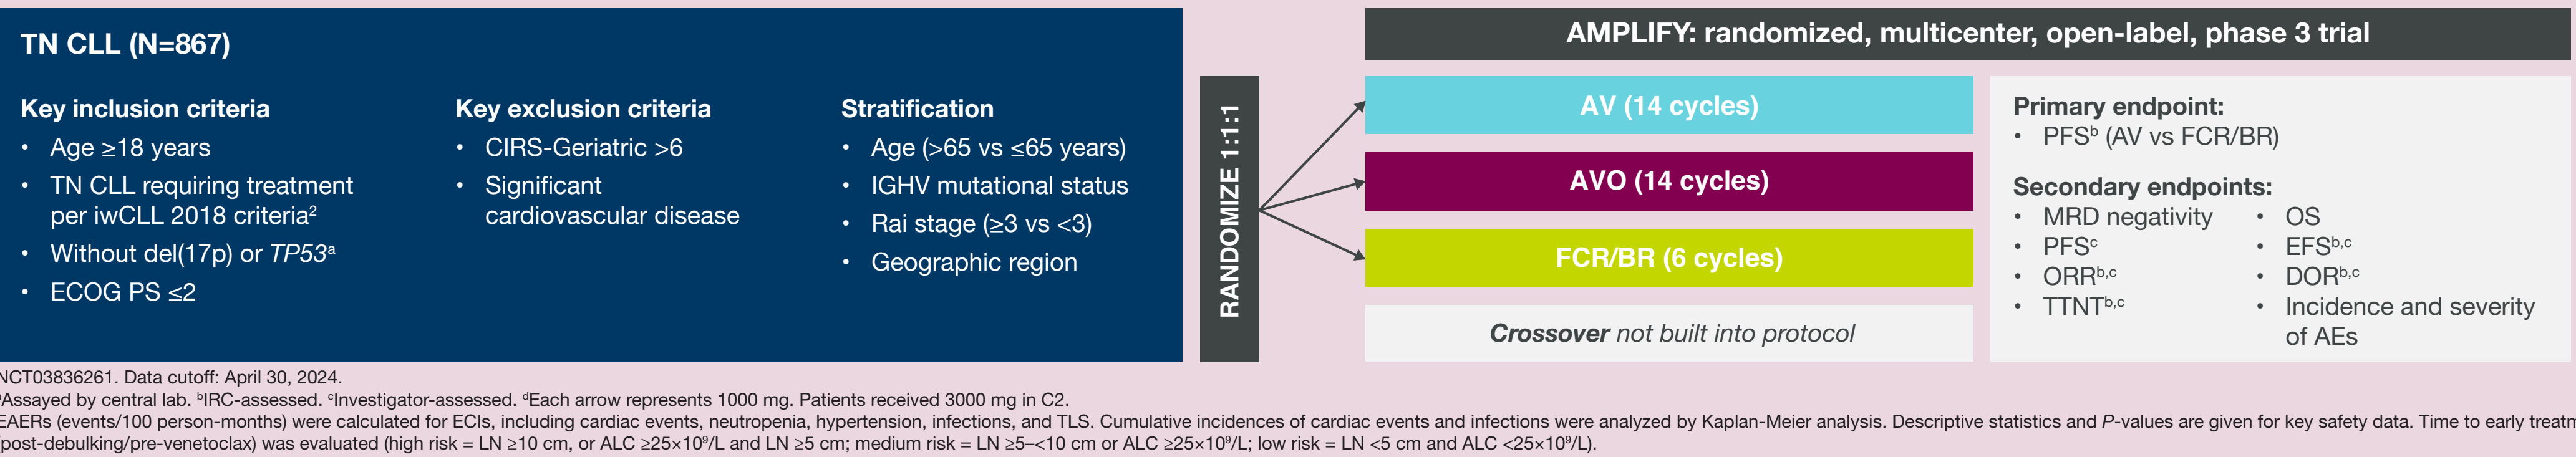 TN CLL (N=867)
Key inclusion criteria
• Age ≥18 years
• TN CLL requiring treatment
per iwCLL 2018 criteria²
• Without del(17p) or TP53ᵃ
• ECOG PS ≤2
Key exclusion criteria
• CIRS-Geriatric >6
• Significant
cardiovascular disease
Stratification
• Age (>65 vs ≤65 years)
• IGHV mutational status
• Rai stage (≥3 vs <3)
• Geographic region
RANDOMIZE 1:1:1
AMPLIFY: randomized, multicenter, open-label, phase 3 trial
AV (14 cycles)
AVO (14 cycles)
FCR/BR (6 cycles)
Crossover not built into protocol
Primary endpoint:
• PFSᵇ (AV vs FCR/BR)
Secondary endpoints:
• MRD negativity
• PFSᶜ
• ORRᵇ,ᶜ
• TTNTᵇ,ᶜ
• OS
• EFSᵇ,ᶜ
• DORᵇ,ᶜ
• Incidence and severity
of AEs
NCT03836261. Data cutoff: April 30, 2024.
ᵃAssayed by central lab. ᵇIRC-assessed. ᶜInvestigator-assessed. ᵈEach arrow represents 1000 mg. Patients received 3000 mg in C2.
EAERs (events/100 person-months) were calculated for ECIs, including cardiac events, neutropenia, hypertension, infections, and TLS. Cumulative incidences of cardiac events and infections were analyzed by Kaplan-Meier analysis. Descriptive statistics and P-values are given for key safety data. Time to early
(post-debulking/pre-venetoclax) was evaluated (high risk = LN ≥10 cm, or ALC ≥25×10⁹/L and LN ≥5 cm; medium risk = LN ≥5–<10 cm or ALC ≥25×10⁹/L; low risk = LN <5 cm and ALC <25×10⁹/L).